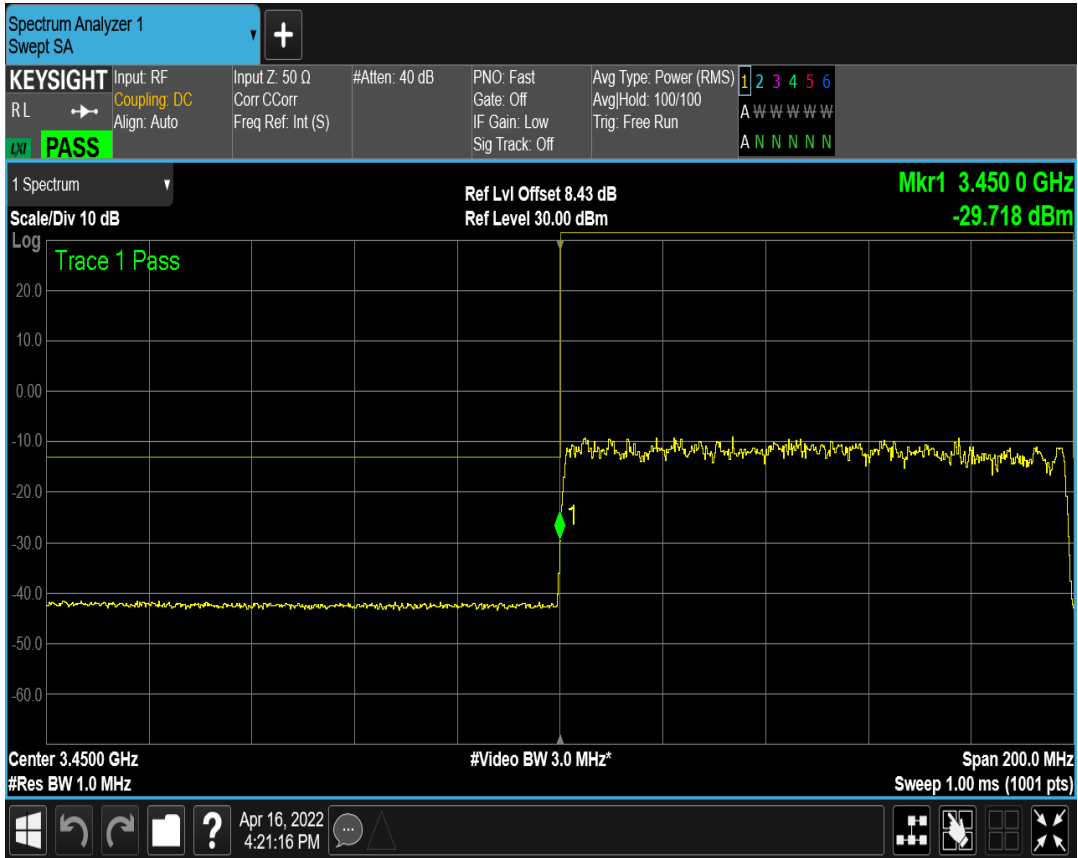 Spectrum Analyzer 1
Swept SA
+
KEYSIGHT
R L
LXI
PASS
Input: RF
Coupling: DC
Align: Auto
Input Z: 50 Ω
Corr CCorr
Freq Ref: Int (S)
#Atten: 40 dB
PNO: Fast
Gate: Off
IF Gain: Low
Sig Track: Off
Avg Type: Power (RMS)
Avg|Hold: 100/100
Trig: Free Run
1 2 3 4 5 6
A W W W W W
A N N N N N
1 Spectrum
Scale/Div 10 dB
Ref Lvl Offset 8.43 dB
Ref Level 30.00 dBm
Mkr1 3.450 0 GHz
-29.718 dBm
Log
Trace 1 Pass
20.0
10.0
0.00
-10.0
-20.0
1
-30.0
-40.0
-50.0
-60.0
Center 3.4500 GHz
#Video BW 3.0 MHz*
Span 200.0 MHz
#Res BW 1.0 MHz
Sweep 1.00 ms (1001 pts)
?
Apr 16, 2022
4:21:16 PM